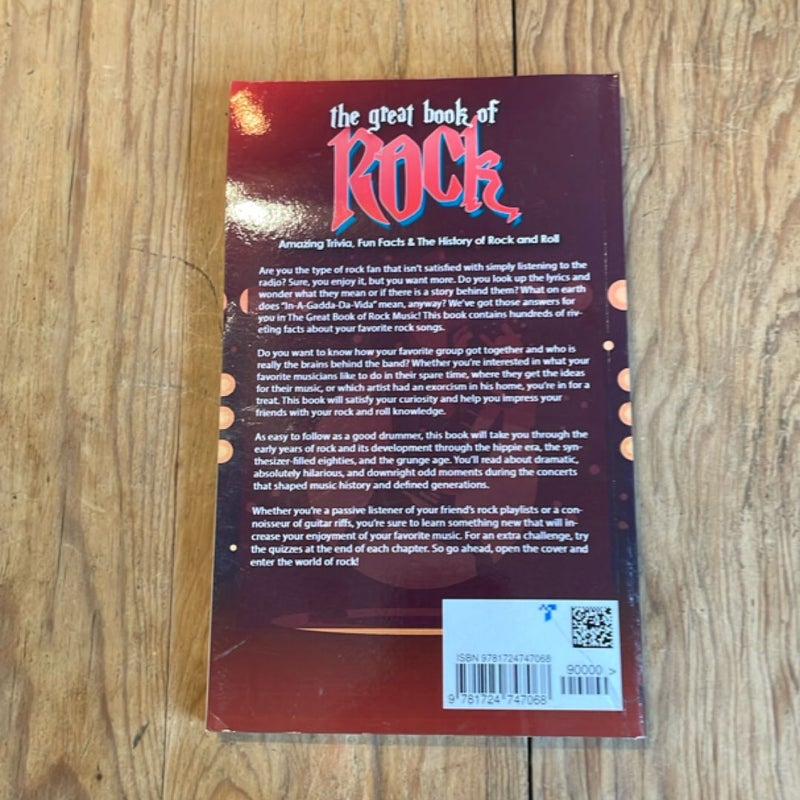 the great book of
ROCK
Amazing Trivia, Fun Facts & The History of Rock and Roll
Are you the type of rock fan that isn't satisfied with simply listening to the
radio? Sure, you enjoy it, but you want more. Do you look up the lyrics and
wonder what they mean or if there is a story behind them? What on earth
does "In-A-Gadda-Da-Vida" mean, anyway? We've got those answers for
you in The Great Book of Rock Music! This book contains hundreds of riv-
eting facts about your favorite rock songs.
Do you want to know how your favorite group got together and who is
really the brains behind the band? Whether you're interested in what your
favorite musicians like to do in their spare time, where they get the ideas
for their music, or which artist had an exorcism in his home, you're in for a
treat. This book will satisfy your curiosity and help you impress your
friends with your rock and roll knowledge.
As easy to follow as a good drummer, this book will take you through the
early years of rock and its development through the hippie era, the syn-
thesizer-filled eighties, and the grunge age. You'll read about dramatic,
absolutely hilarious, and downright odd moments during the concerts
that shaped music history and defined generations.
Whether you're a passive listener of your friend's rock playlists or a con-
noisseur of guitar riffs, you're sure to learn something new that will in-
crease your enjoyment of your favorite music. For an extra challenge, try
the quizzes at the end of each chapter. So go ahead, open the cover and
enter the world of rock!
ISBN 9781724747068
90000 >
9 781724 747068